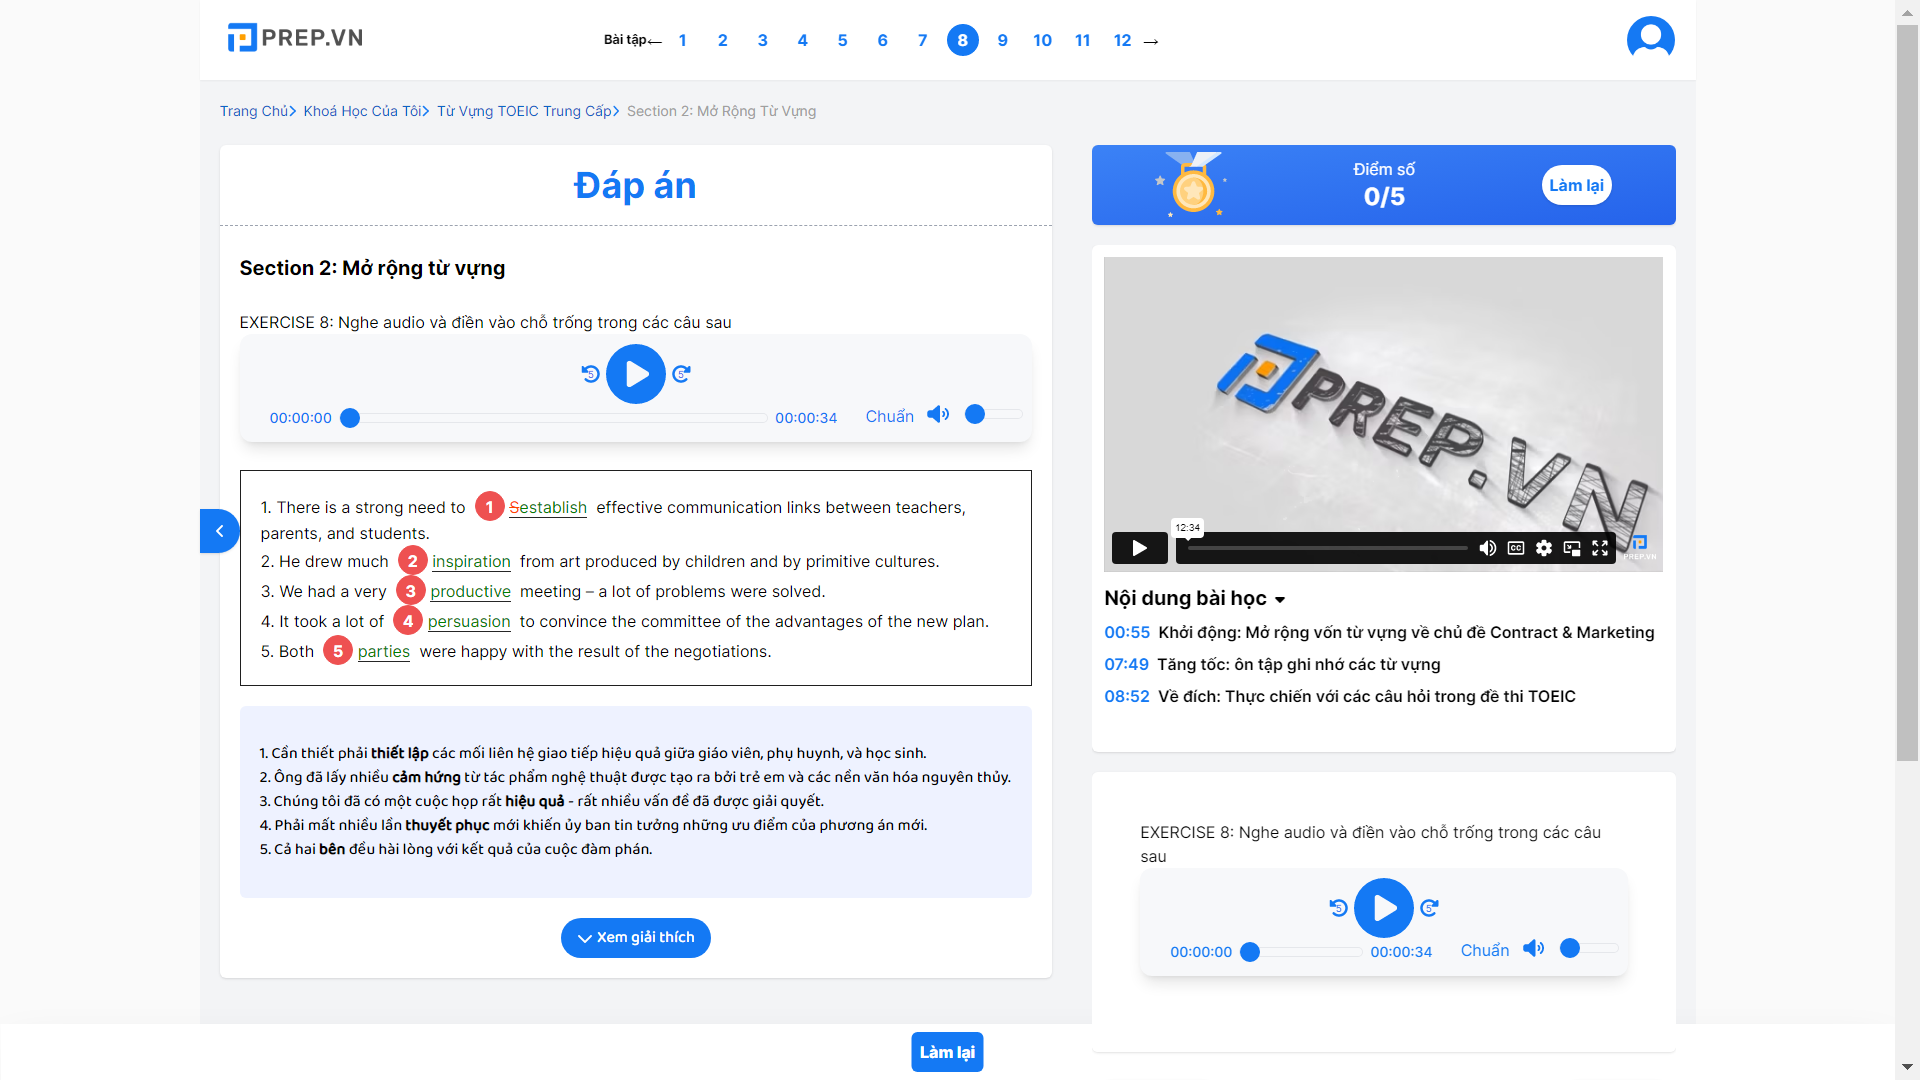 PREP.VN
Bài tập← 1 2 3 4 5 6 7 8 9 10 11 12 →
Trang Chủ> Khoá Học Của Tôi> Từ Vựng TOEIC Trung Cấp> Section 2: Mở Rộng Từ Vựng
Đáp án
Section 2: Mở rộng từ vựng
EXERCISE 8: Nghe audio và điền vào chỗ trống trong các câu sau
5 5
00:00:00 00:00:34 Chuẩn
1. There is a strong need to 1 Sestablish effective communication links between teachers,
parents, and students.
2. He drew much 2 inspiration from art produced by children and by primitive cultures.
3. We had a very 3 productive meeting – a lot of problems were solved.
4. It took a lot of 4 persuasion to convince the committee of the advantages of the new plan.
5. Both 5 parties were happy with the result of the negotiations.
1. Cần thiết phải thiết lập các mối liên hệ giao tiếp hiệu quả giữa giáo viên, phụ huynh, và học sinh.
2. Ông đã lấy nhiều cảm hứng từ tác phẩm nghệ thuật được tạo ra bởi trẻ em và các nền văn hóa nguyên thủy.
3. Chúng tôi đã có một cuộc họp rất hiệu quả - rất nhiều vấn đề đã được giải quyết.
4. Phải mất nhiều lần thuyết phục mới khiến ủy ban tin tưởng những ưu điểm của phương án mới.
5. Cả hai bên đều hài lòng với kết quả của cuộc đàm phán.
Xem giải thích
Điểm số
0/5
Làm lại
PREP.VN
12:34
CC
PREP.VN
Nội dung bài học
00:55 Khởi động: Mở rộng vốn từ vựng về chủ đề Contract & Marketing
07:49 Tăng tốc: ôn tập ghi nhớ các từ vựng
08:52 Về đích: Thực chiến với các câu hỏi trong đề thi TOEIC
EXERCISE 8: Nghe audio và điền vào chỗ trống trong các câu
sau
5 5
00:00:00 00:00:34 Chuẩn
Làm lại